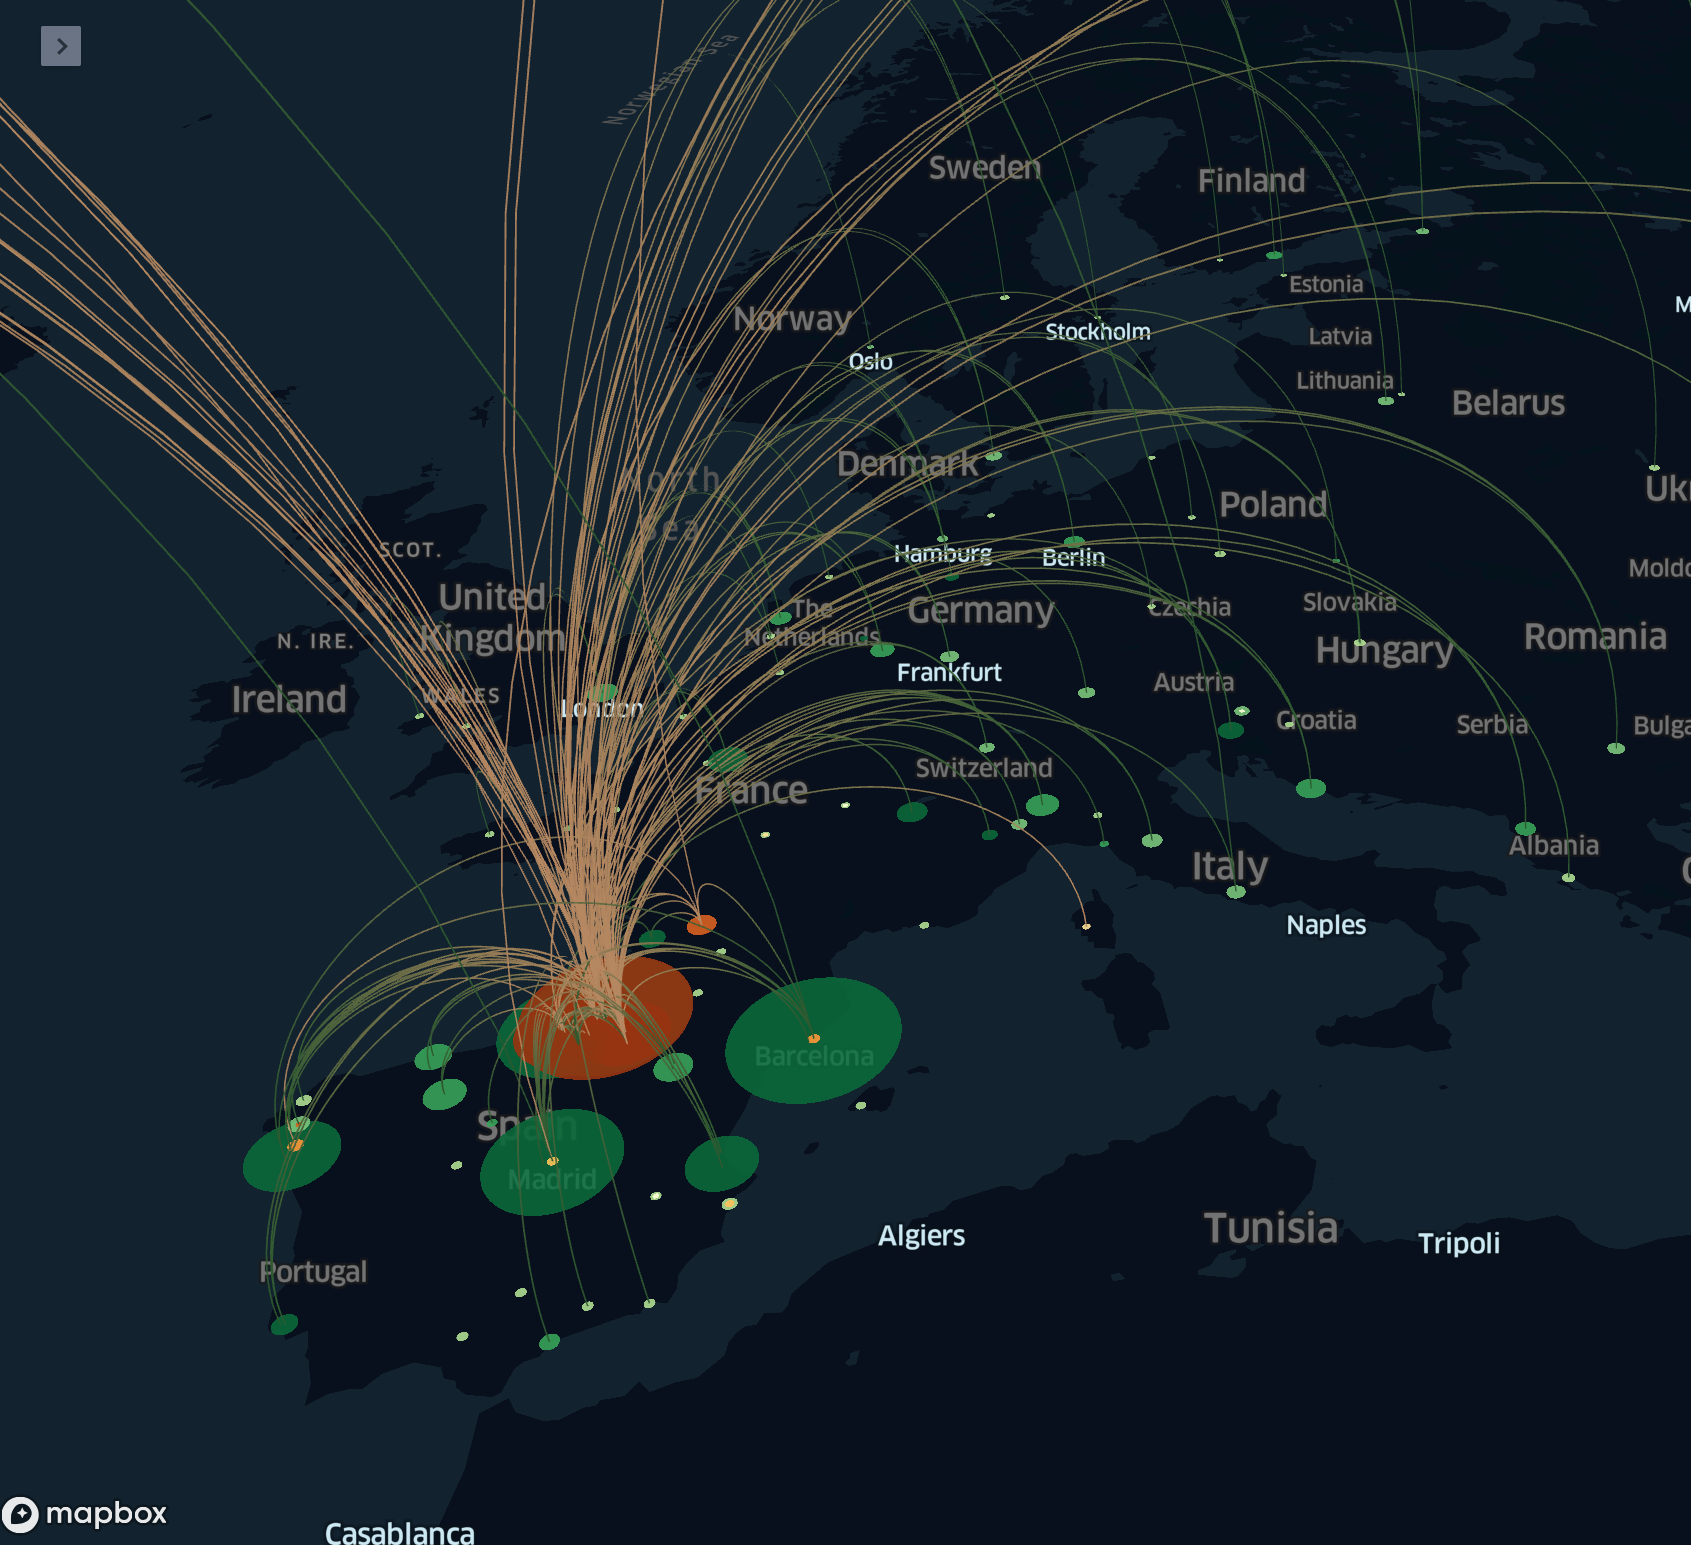 Norwegian Sea
Sweden
Finland
Estonia
M
Norway
Stockholm
Latvia
Oslo
Lithuania
Belarus
Denmark
North
Sea
Poland
Ukr
SCOT.
Hamburg
Berlin
Moldo
United
Kingdom
The
Netherlands
Germany
Czechia
Slovakia
Hungary
Romania
N. IRE.
Frankfurt
Austria
Ireland
WALES
London
Croatia
Serbia
Bulga
France
Switzerland
Albania
Italy
Naples
Barcelona
Spain
Madrid
Algiers
Tunisia
Tripoli
Portugal
mapbox
Casablanca